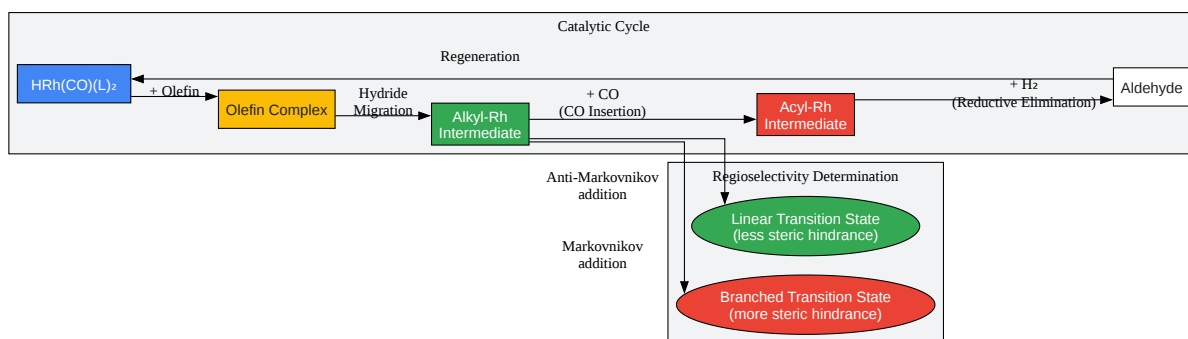 Catalytic Cycle
Regeneration
HRh(CO)(L)₂
+ Olefin
Olefin Complex
Hydride
Migration
Alkyl-Rh
Intermediate
+ CO
(CO Insertion)
Acyl-Rh
Intermediate
+ H₂
(Reductive Elimination)
Aldehyde
Anti-Markovnikov
addition
Markovnikov
addition
Regioselectivity Determination
Linear Transition State
(less steric hindrance)
Branched Transition State
(more steric hindrance)